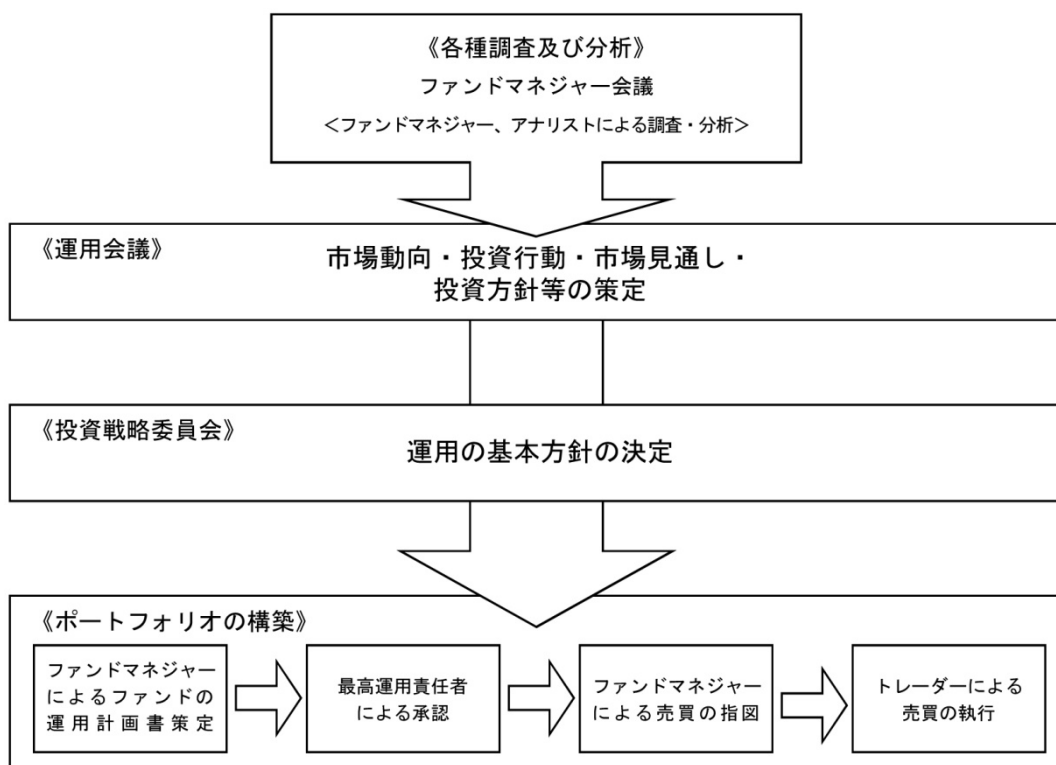 《各種調査及び分析》
ファンドマネジャー会議
＜ファンドマネジャー、アナリストによる調査・分析＞
《運用会議》
市場動向・投資行動・市場見通し・
投資方針等の策定
《投資戦略委員会》
運用の基本方針の決定
《ポートフォリオの構築》
ファンドマネジャー
によるファンドの
運用計画書策定
最高運用責任者
による承認
ファンドマネジャー
による売買の指図
トレーダーによる
売買の執行